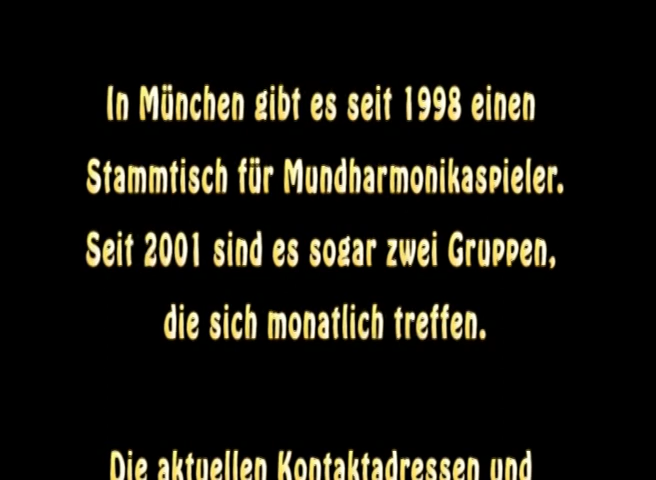 In München gibt es seit 1998 einen
Stammtisch für Mundharmonikaspieler.
Seit 2001 sind es sogar zwei Gruppen,
die sich monatlich treffen.
Die aktuellen Kontaktadressen und